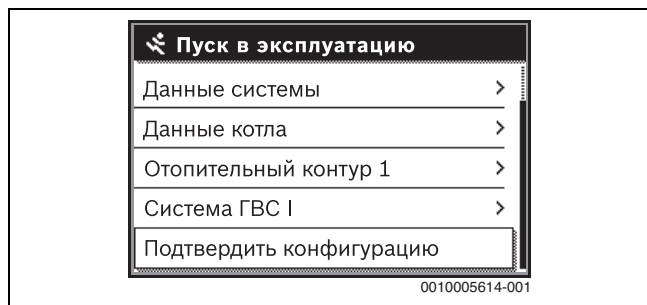 Пуск в эксплуатацию
Данные системы
Данные котла
Отопительный контур 1
Система ГВС I
Подтвердить конфигурацию
0010005614-001